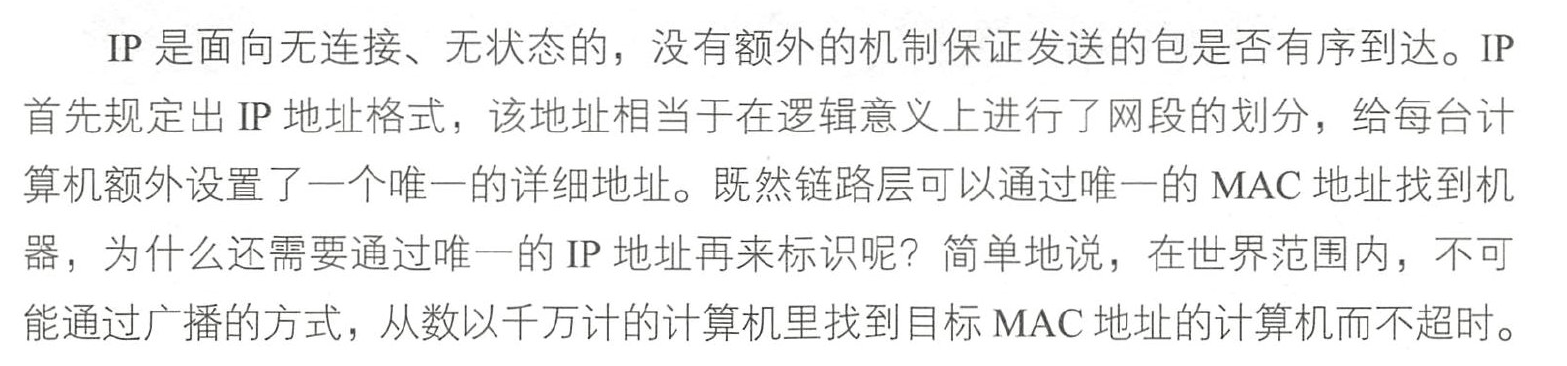 IP 是面向无连接、无状态的，没有额外的机制保证发送的包是否有序到达。IP
首先规定出 IP 地址格式，该地址相当于在逻辑意义上进行了网段的划分，给每台计
算机额外设置了一个唯一的详细地址。既然链路层可以通过唯一的 MAC 地址找到机
器，为什么还需要通过唯一的 IP 地址再来标识呢？简单地说，在世界范围内，不可
能通过广播的方式，从数以千万计的计算机里找到目标 MAC 地址的计算机而不超时。